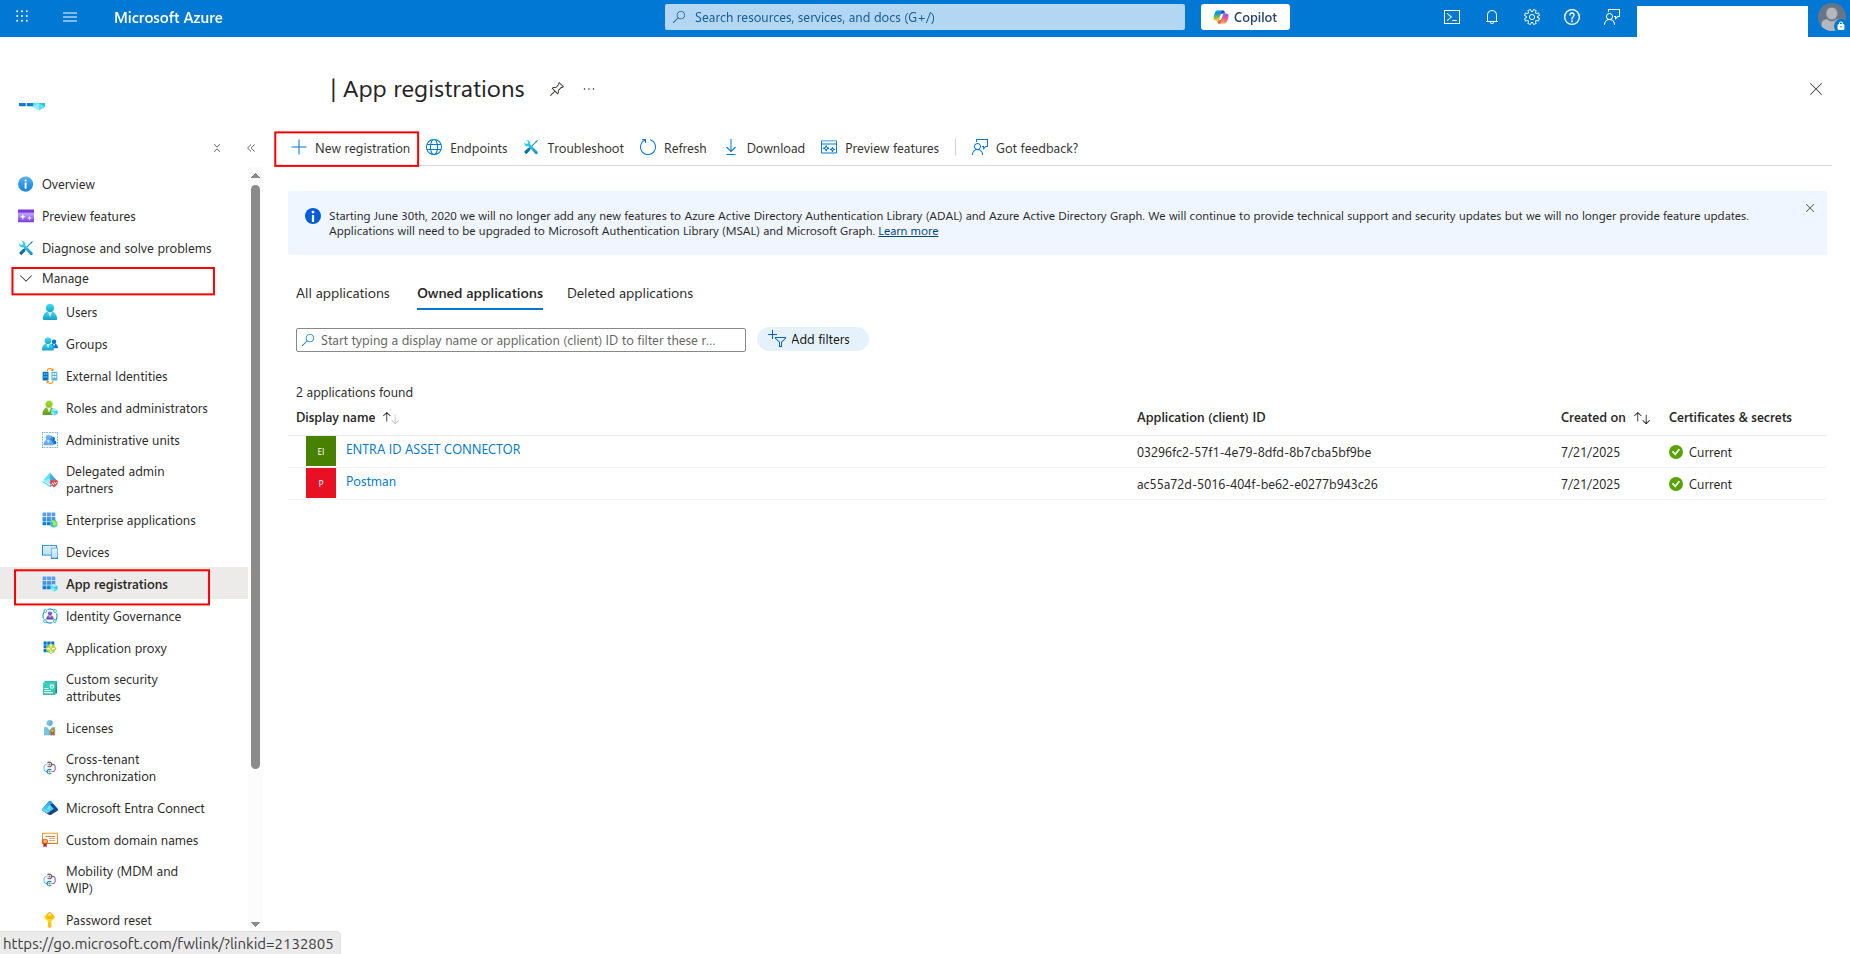 Microsoft Azure
Search resources, services, and docs (G+/)
Copilot
| App registrations
New registration
Endpoints
Troubleshoot
Refresh
Download
Preview features
Got feedback?
Overview
Preview features
Diagnose and solve problems
Manage
Users
Groups
External Identities
Roles and administrators
Administrative units
Delegated admin
partners
Enterprise applications
Devices
App registrations
Identity Governance
Application proxy
Custom security
attributes
Licenses
Cross-tenant
synchronization
Microsoft Entra Connect
Custom domain names
Mobility (MDM and
WIP)
Password reset
https://go.microsoft.com/fwlink/?linkid=2132805
Starting June 30th, 2020 we will no longer add any new features to Azure Active Directory Authentication Library (ADAL) and Azure Active Directory Graph. We will continue to provide technical support and security updates but we will no longer provide feature updates.
Applications will need to be upgraded to Microsoft Authentication Library (MSAL) and Microsoft Graph. Learn more
All applications
Owned applications
Deleted applications
Start typing a display name or application (client) ID to filter these r...
Add filters
2 applications found
Display name
Application (client) ID
Created on
Certificates & secrets
EI
ENTRA ID ASSET CONNECTOR
03296fc2-57f1-4e79-8dfd-8b7cba5bf9be
7/21/2025
Current
P
Postman
ac55a72d-5016-404f-be62-e0277b943c26
7/21/2025
Current